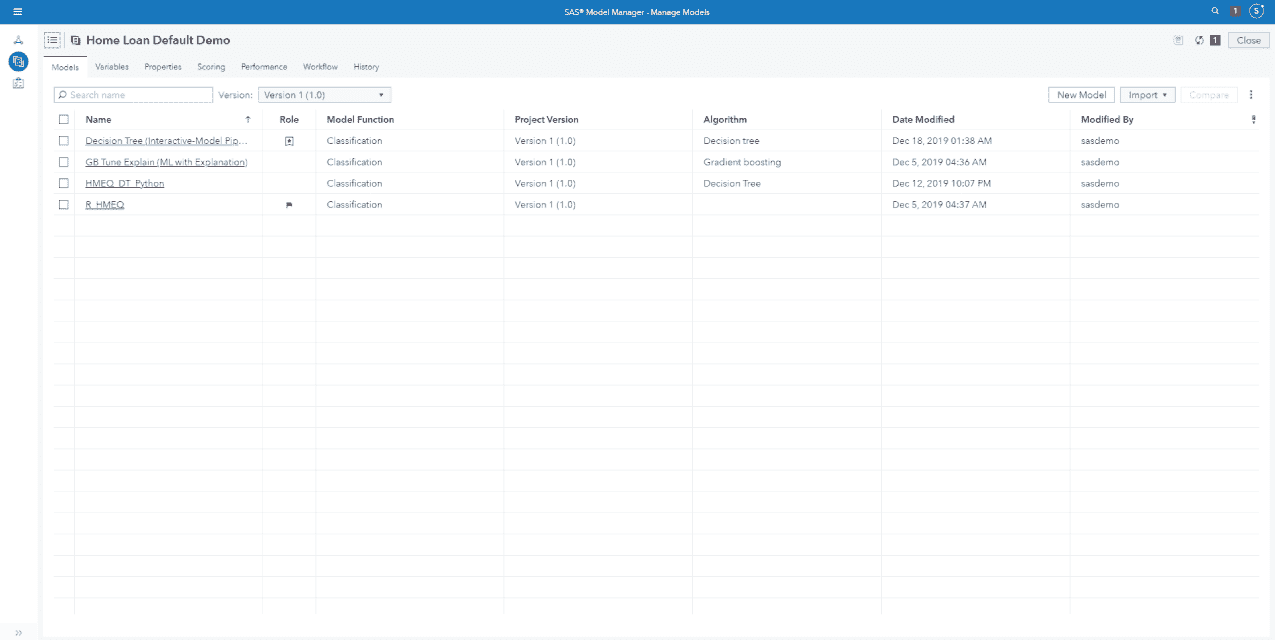 SAS® Model Manager - Manage Models
1
S
Home Loan Default Demo
1
Close
Models Variables Properties Scoring Performance Workflow History
Search name
Version: Version 1 (1.0)
New Model Import Compare
Name Role Model Function Project Version Algorithm Date Modified Modified By
Decision Tree (Interactive-Model Pip... Classification Version 1 (1.0) Decision tree Dec 18, 2019 01:38 AM sasdemo
GB Tune Explain (ML with Explanation) Classification Version 1 (1.0) Gradient boosting Dec 5, 2019 04:36 AM sasdemo
HMEQ_DT_Python Classification Version 1 (1.0) Decision Tree Dec 12, 2019 10:07 PM sasdemo
R_HMEQ Classification Version 1 (1.0) Dec 5, 2019 04:37 AM sasdemo